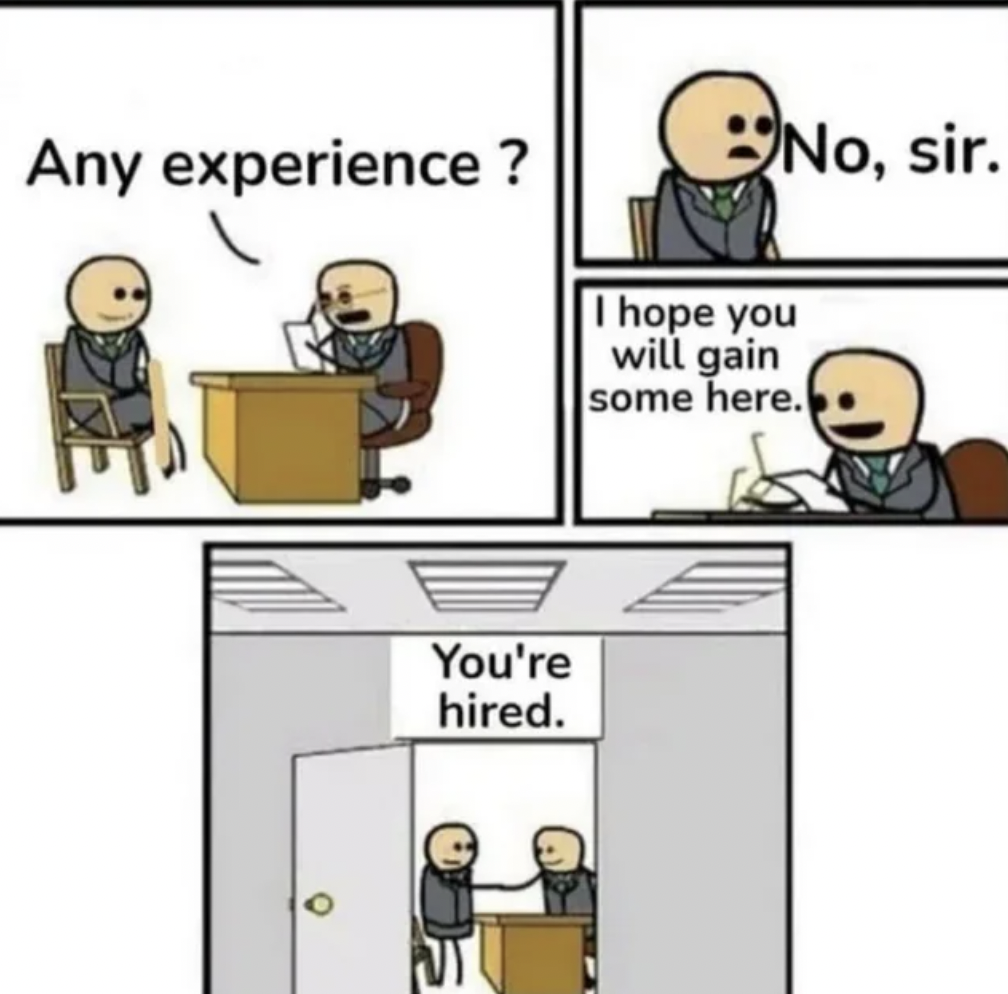 Any experience ?
No, sir.
I hope you
will gain
some here.
You're
hired.